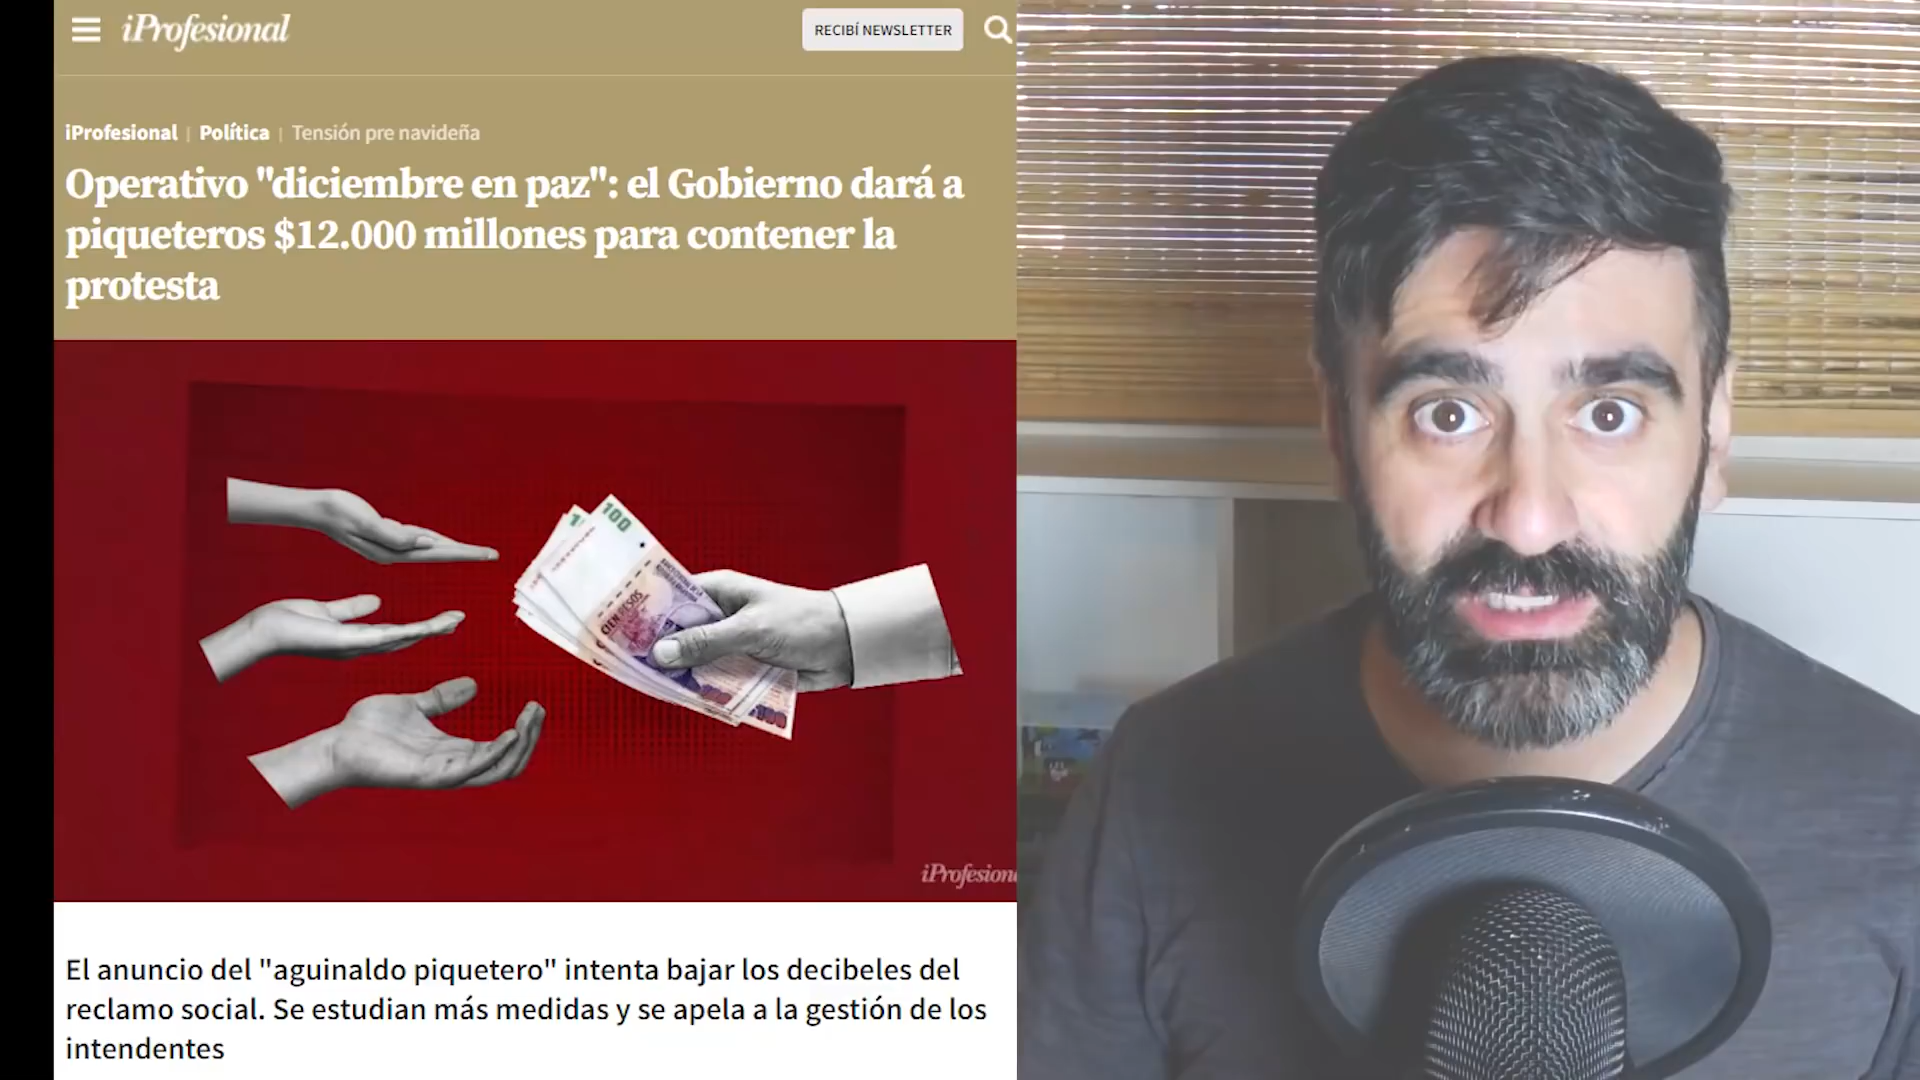 iProfesional
RECIBÍ NEWSLETTER
iProfesional | Política | Tensión pre navideña
Operativo "diciembre en paz": el Gobierno dará a
piqueteros $12.000 millones para contener la
protesta
100
CIEN PESOS
100
iProfesion
El anuncio del "aguinaldo piquetero" intenta bajar los decibeles del
reclamo social. Se estudian más medidas y se apela a la gestión de los
intendentes